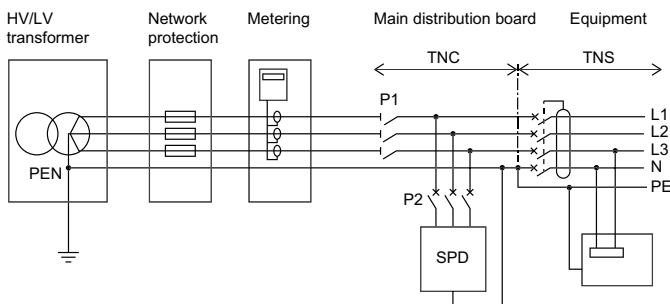 HV/LV
transformer
Network
protection
Metering
Main distribution board
Equipment
TNC
TNS
P1
L1
L2
L3
N
PE
PEN
P2
SPD